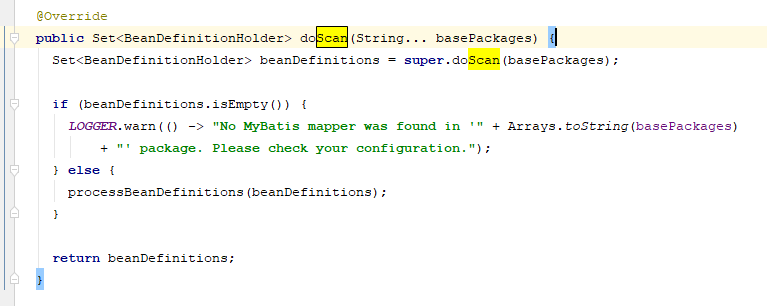 @Override
public Set<BeanDefinitionHolder> doScan(String... basePackages) {
Set<BeanDefinitionHolder> beanDefinitions = super.doScan(basePackages);
if (beanDefinitions.isEmpty()) {
LOGGER.warn(() -> "No MyBatis mapper was found in '" + Arrays.toString(basePackages)
+ "' package. Please check your configuration.");
} else {
processBeanDefinitions(beanDefinitions);
}
return beanDefinitions;
}